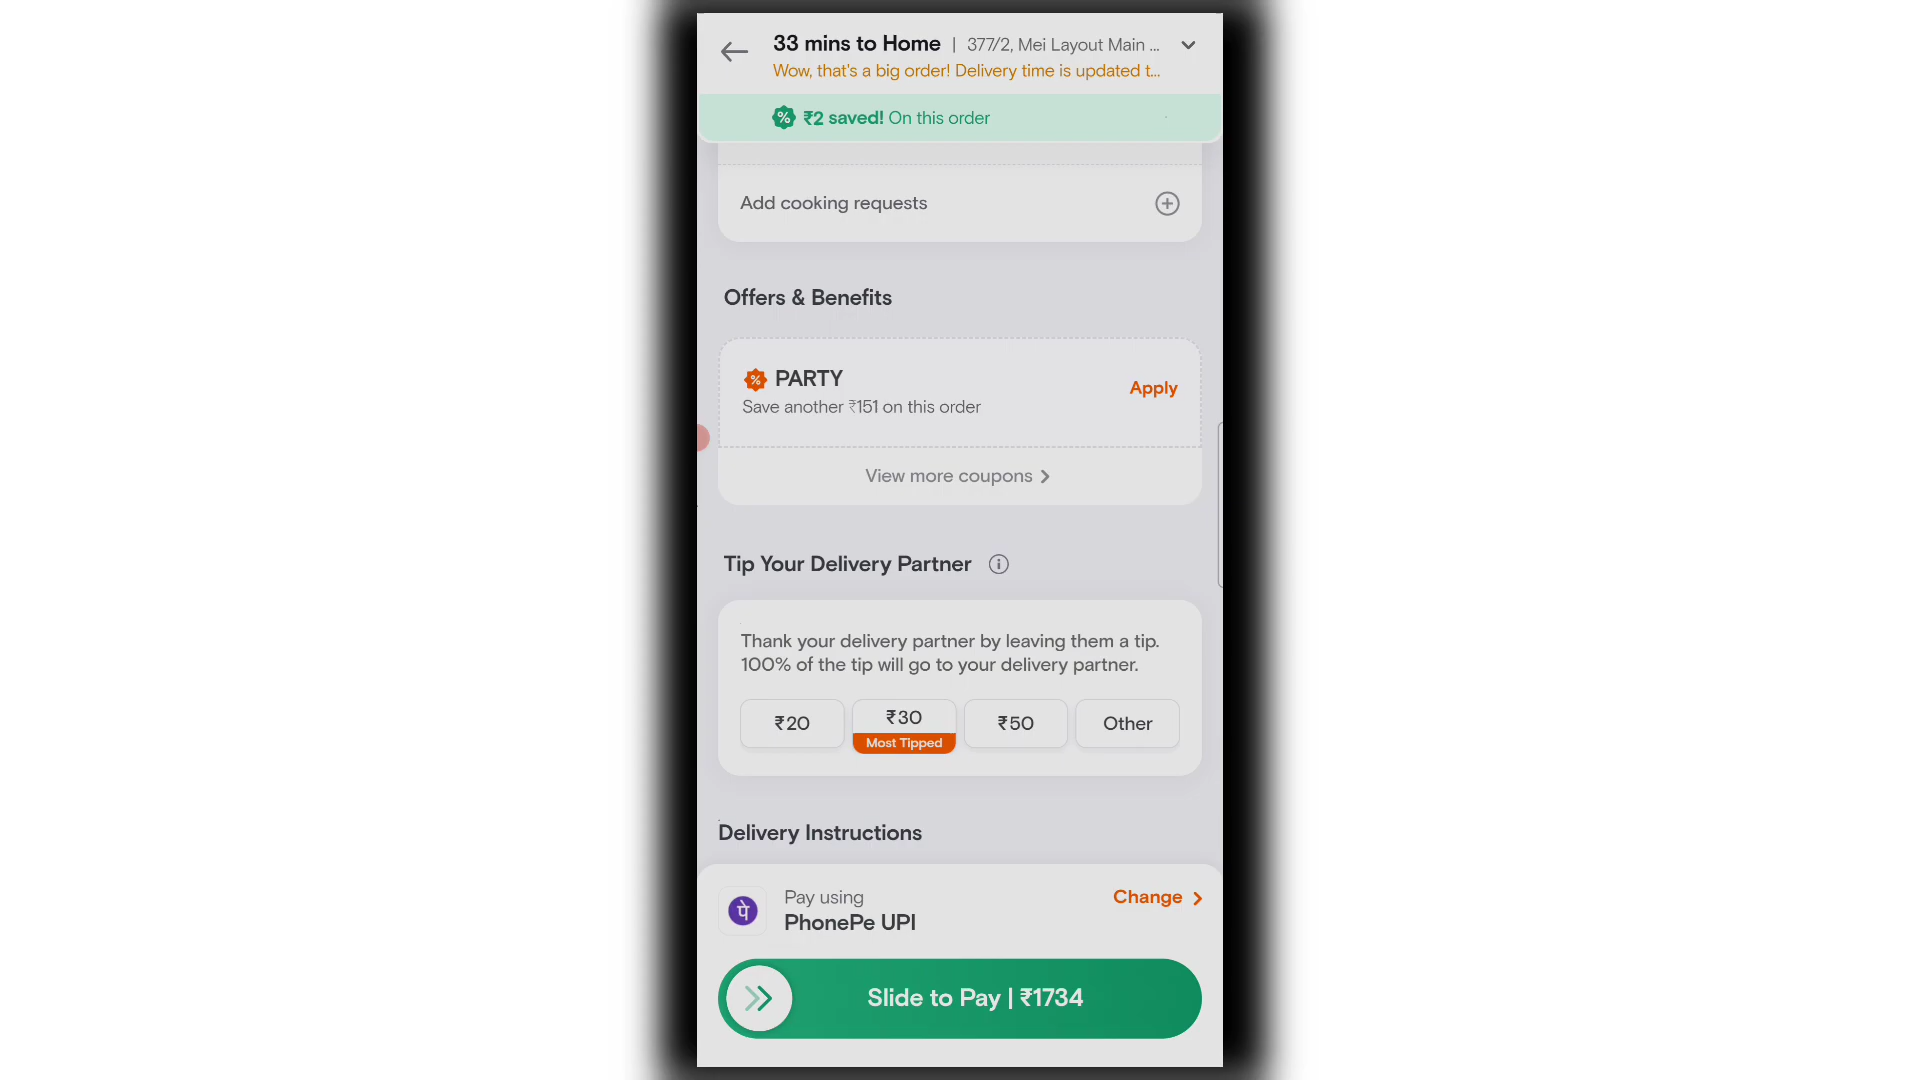 33 mins to Home | 377/2, Mei Layout Main ...
Wow, that's a big order! Delivery time is updated t...
₹2 saved! On this order
Add cooking requests
Offers & Benefits
PARTY
Save another ₹151 on this order
Apply
View more coupons
Tip Your Delivery Partner
Thank your delivery partner by leaving them a tip.
100% of the tip will go to your delivery partner.
₹20 ₹30 ₹50 Other
Most Tipped
Delivery Instructions
पे
Pay using
PhonePe UPI
Change
Slide to Pay | ₹1734